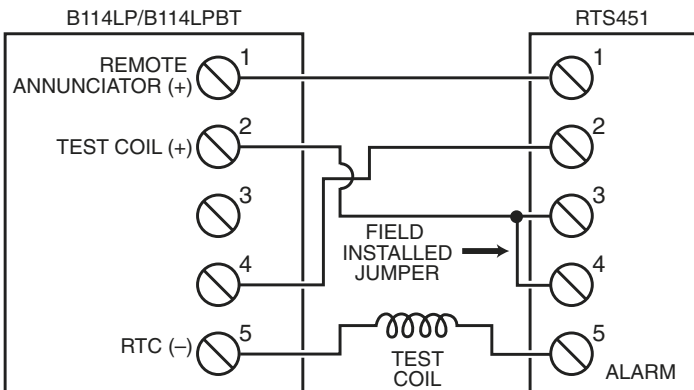 B114LP/B114LPBT
RTS451
REMOTE
ANNUNCIATOR (+)
1
1
TEST COIL (+)
2
2
3
3
FIELD
INSTALLED
JUMPER
4
4
RTC (–)
5
5
TEST
COIL
ALARM